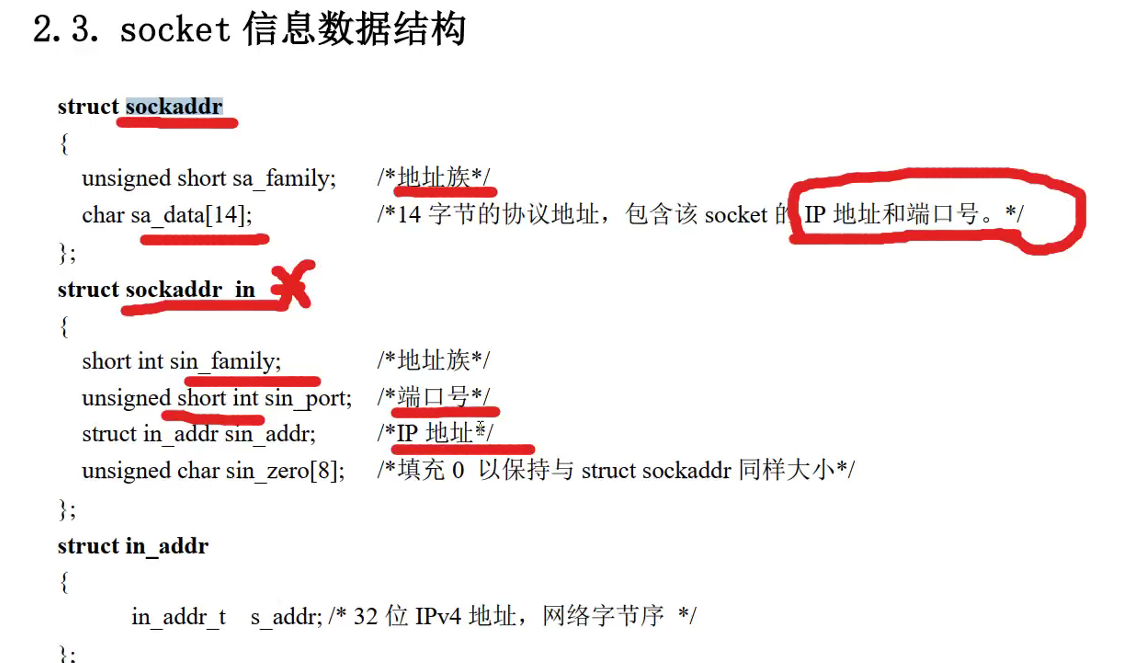 2.3. socket 信息数据结构
struct sockaddr
{
unsigned short sa_family; /*地址族*/
char sa_data[14]; /*14 字节的协议地址，包含该 socket 的 IP 地址和端口号。*/
};
struct sockaddr_in
{
short int sin_family; /*地址族*/
unsigned short int sin_port; /*端口号*/
struct in_addr sin_addr; /*IP 地址*/
unsigned char sin_zero[8]; /*填充 0 以保持与 struct sockaddr 同样大小*/
};
struct in_addr
{
in_addr_t s_addr; /* 32 位 IPv4 地址，网络字节序 */
};